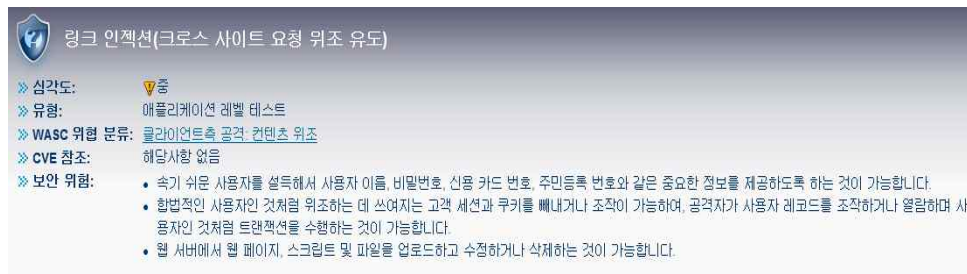 링크 인젝션(크로스 사이트 요청 위조 유도)
» 심각도: 중
» 유형: 애플리케이션 레벨 테스트
» WASC 위협 분류: 클라이언트측 공격: 컨텐츠 위조
» CVE 참조: 해당사항 없음
» 보안 위험: • 속기 쉬운 사용자를 설득해서 사용자 이름, 비밀번호, 신용 카드 번호, 주민등록 번호와 같은 중요한 정보를 제공하도록 하는 것이 가능합니다.
• 합법적인 사용자인 것처럼 위조하는 데 쓰여지는 고객 세션과 쿠키를 빼내거나 조작이 가능하여, 공격자가 사용자 레코드를 조작하거나 열람하며 사
용자인 것처럼 트랜잭션을 수행하는 것이 가능합니다.
• 웹 서버에서 웹 페이지, 스크립트 및 파일을 업로드하고 수정하거나 삭제하는 것이 가능합니다.